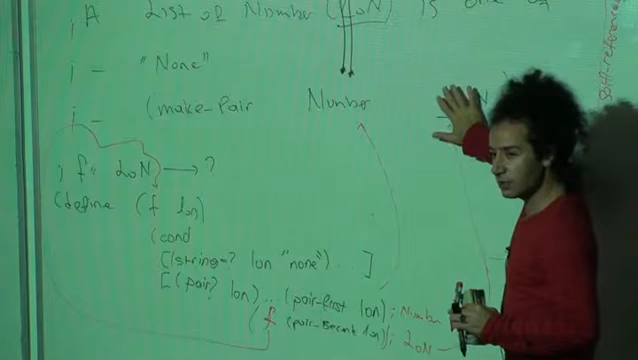 ; A List of Number (LoN) is one of
; - "None"
; - (make-pair Number
; f: LoN → ?
(define (f lon)
(cond
[(string=? lon "none") ... ]
[(pair? lon) ... (pair-first lon) ; Number
(f (pair-second lon)) ; LoN